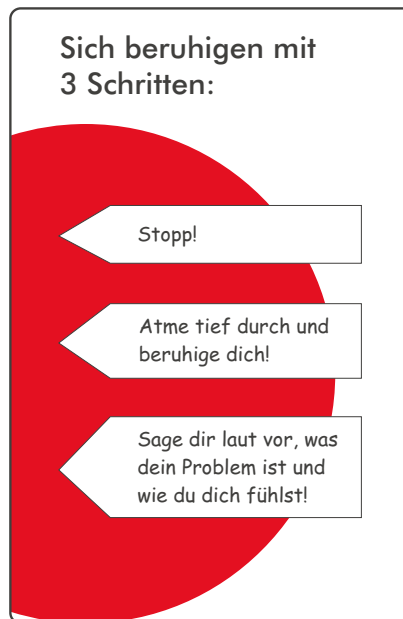 Sich beruhigen mit
3 Schritten:
Stopp!
Atme tief durch und
beruhige dich!
Sage dir laut vor, was
dein Problem ist und
wie du dich fühlst!